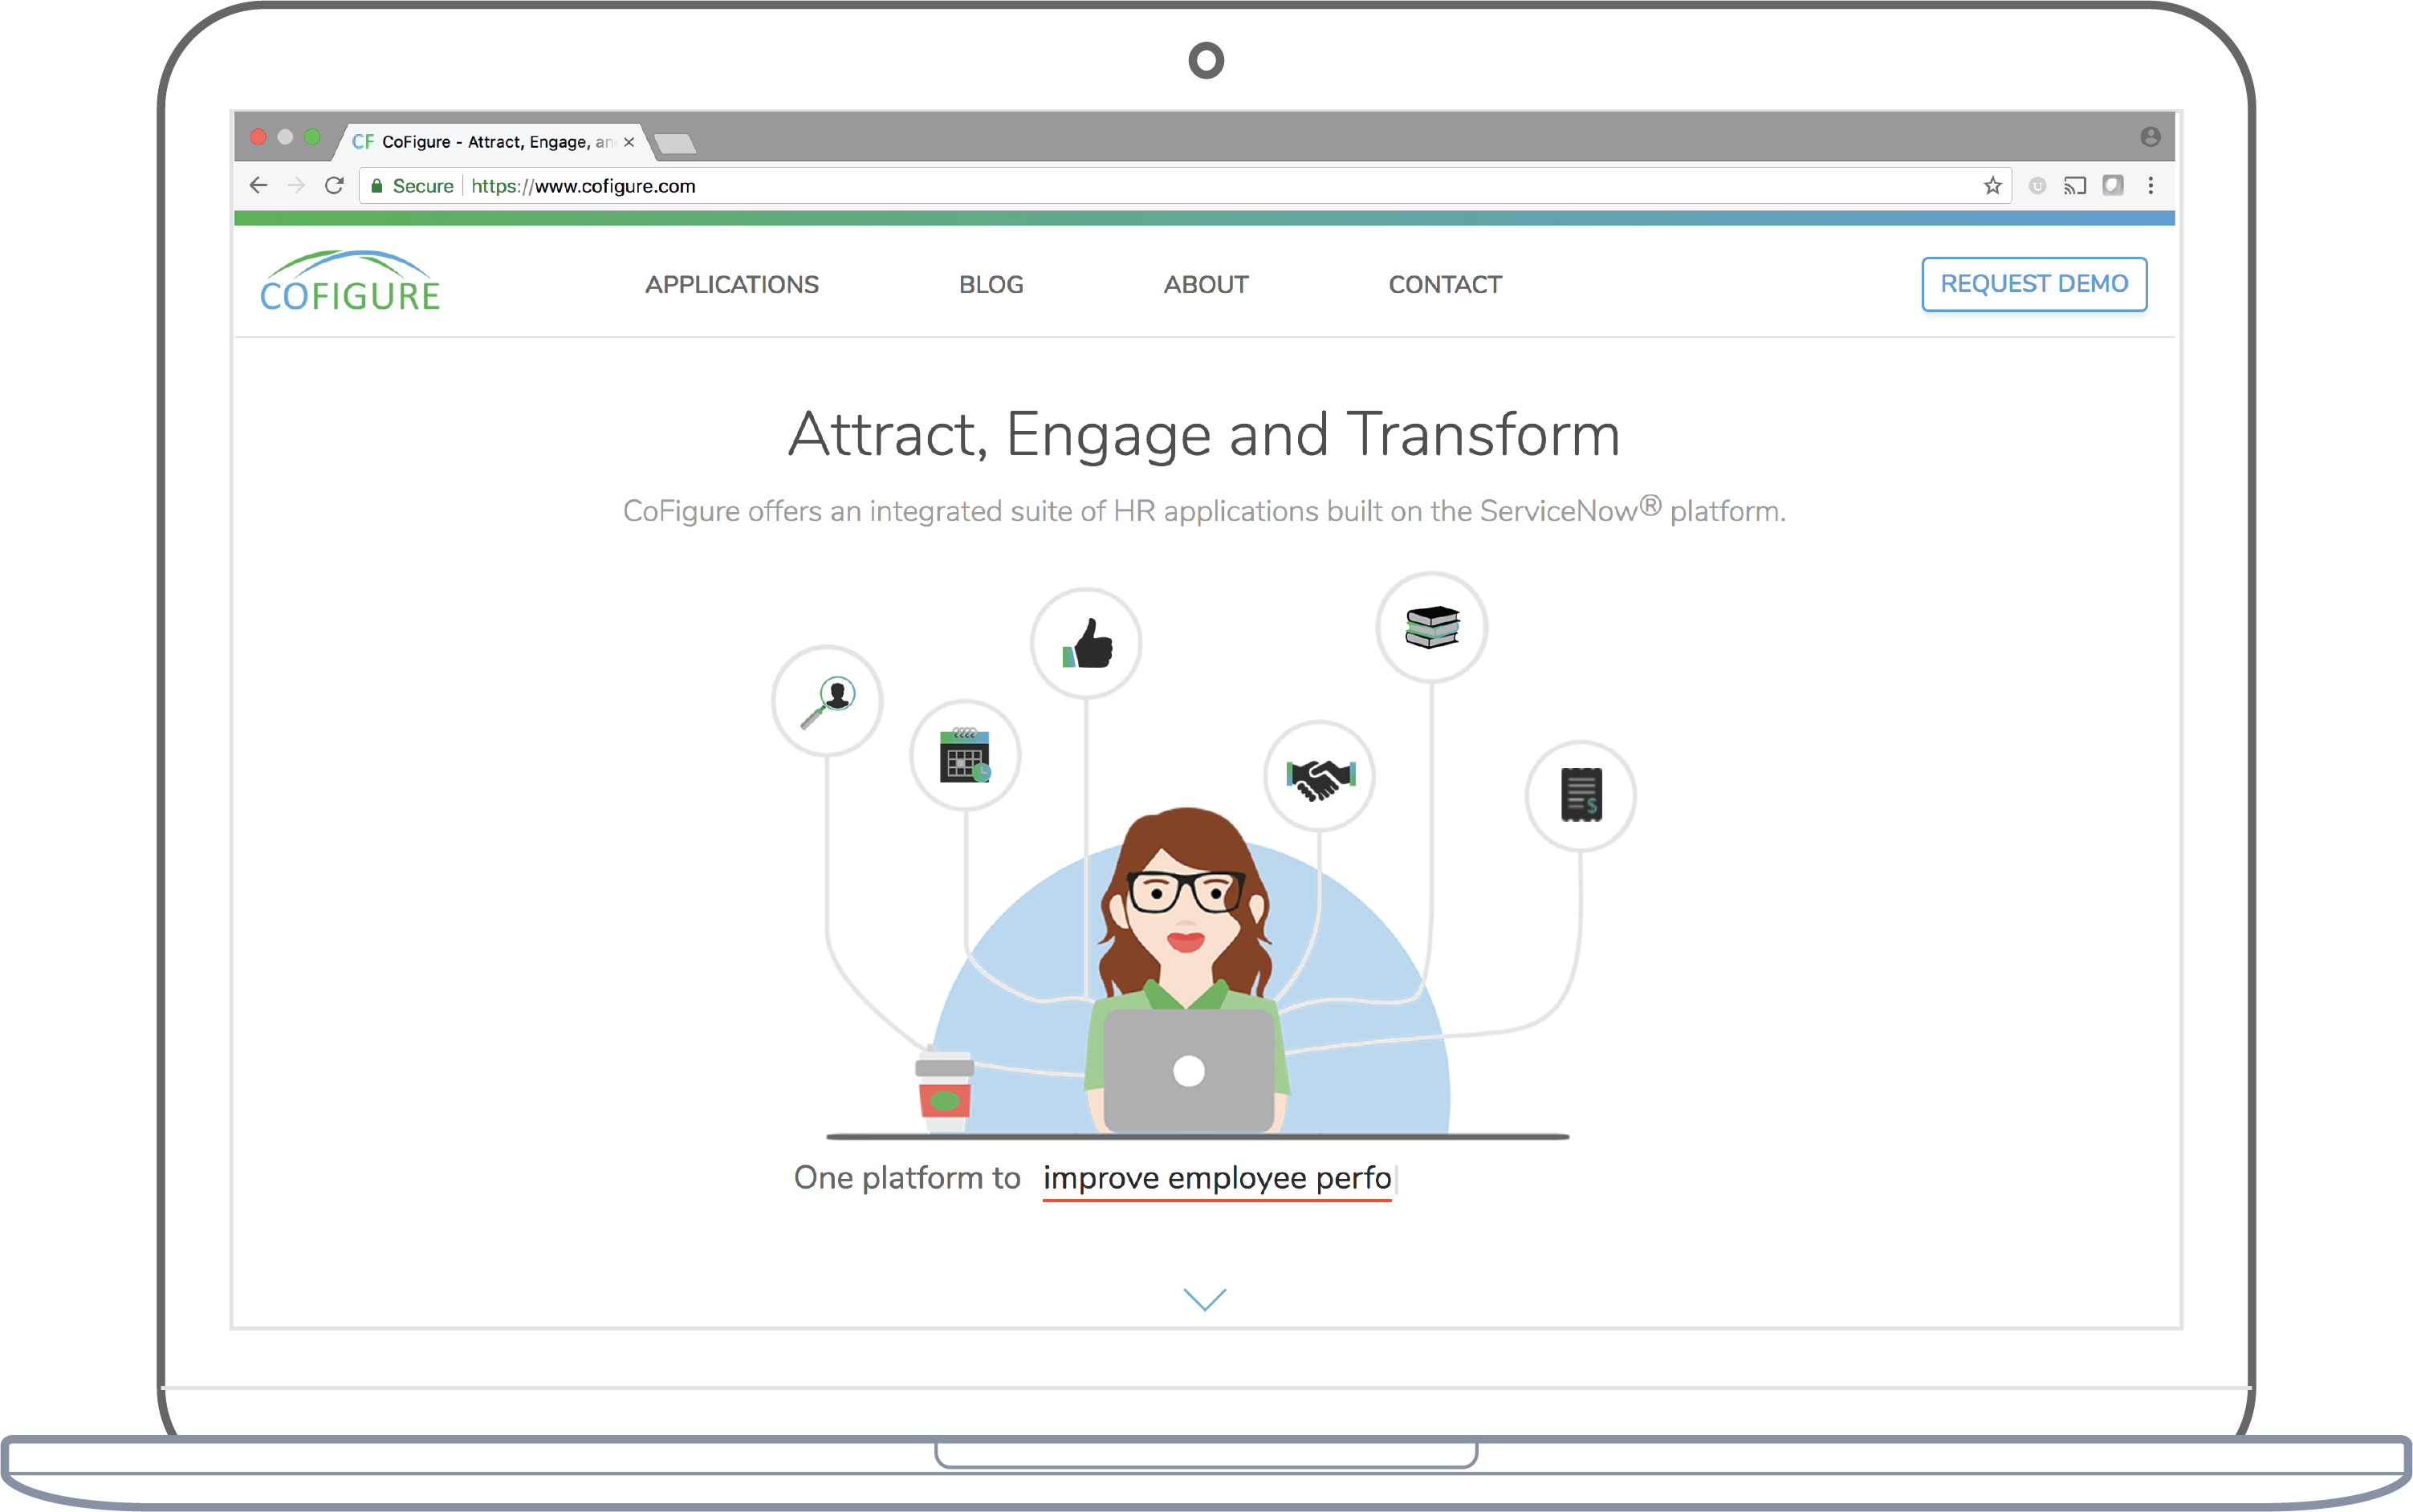 CF CoFigure - Attract, Engage, an
Secure https://www.cofigure.com
COFIGURE
APPLICATIONS BLOG ABOUT CONTACT REQUEST DEMO
Attract, Engage and Transform
CoFigure offers an integrated suite of HR applications built on the ServiceNow® platform.
$
One platform to improve employee perfo